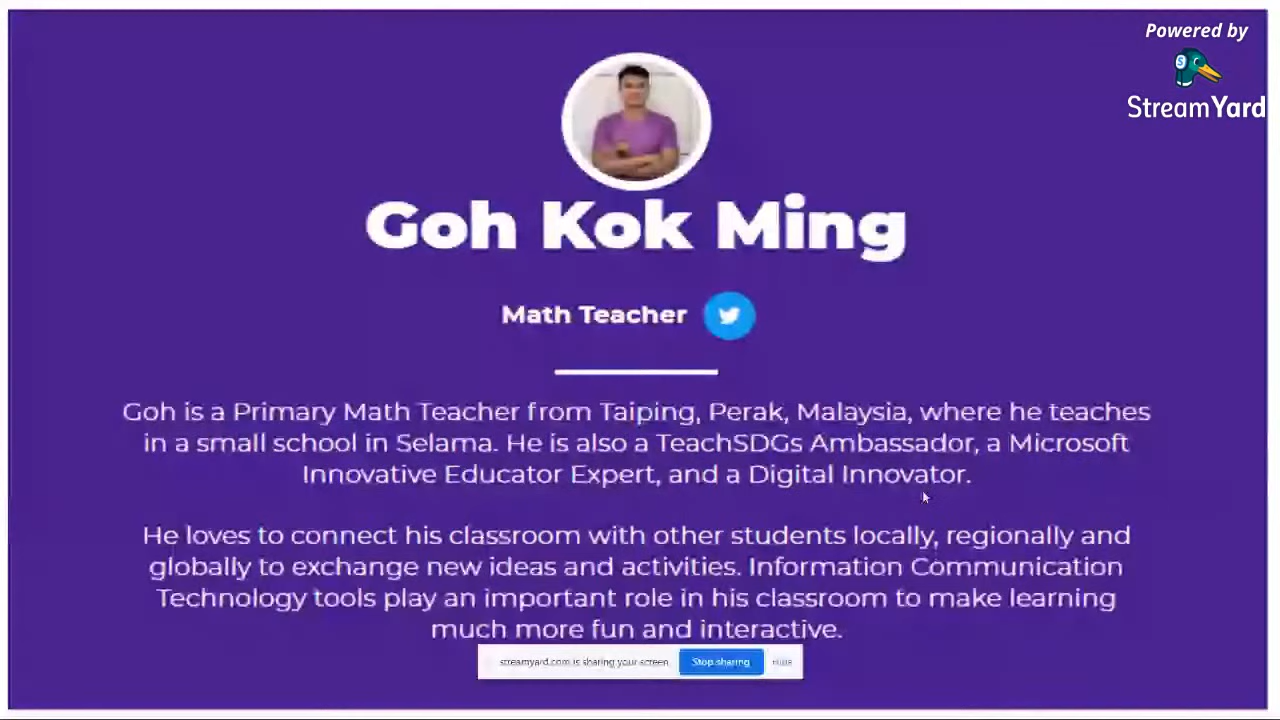 Powered by
StreamYard
Goh Kok Ming
Math Teacher
Goh is a Primary Math Teacher from Taiping, Perak, Malaysia, where he teaches
in a small school in Selama. He is also a TeachSDGs Ambassador, a Microsoft
Innovative Educator Expert, and a Digital Innovator.
He loves to connect his classroom with other students locally, regionally and
globally to exchange new ideas and activities. Information Communication
Technology tools play an important role in his classroom to make learning
much more fun and interactive.
streamyard.com is sharing your screen. Stop sharing Hide